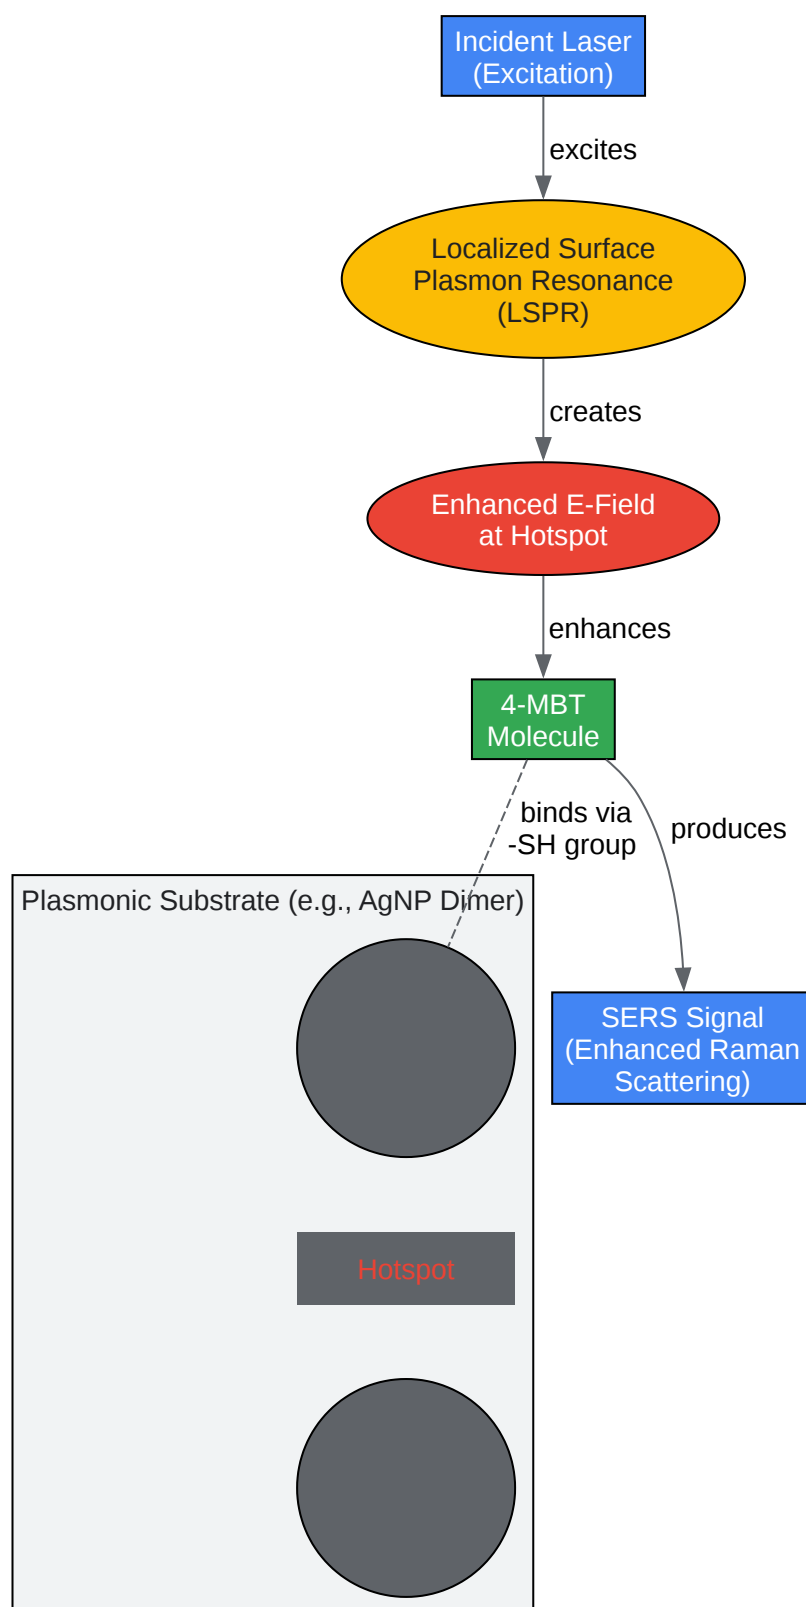 Incident Laser
(Excitation)
excites
Localized Surface
Plasmon Resonance
(LSPR)
creates
Enhanced E-Field
at Hotspot
enhances
4-MBT
Molecule
binds via
-SH group
produces
Plasmonic Substrate (e.g., AgNP Dimer)
SERS Signal
(Enhanced Raman
Scattering)
Hotspot